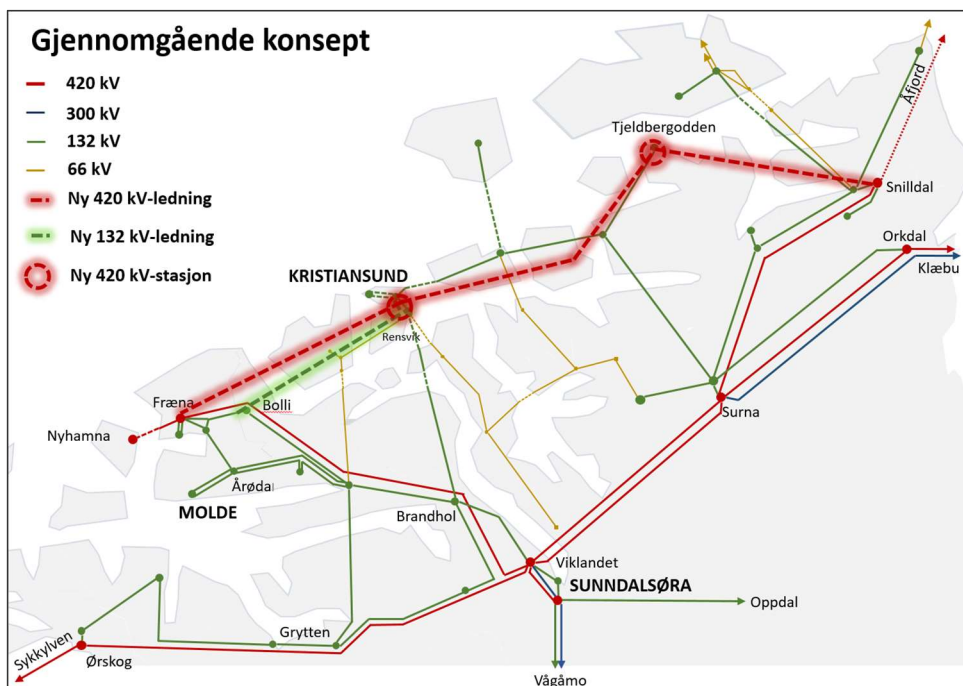 Gjennomgående konsept
420 kV
300 kV
132 kV
66 kV
Ny 420 kV-ledning
Ny 132 kV-ledning
Ny 420 kV-stasjon
Åfjord
Tjeldbergodden
Snilldal
Orkdal
Klæbu
KRISTIANSUND
Rensvik
Fræna
Bolli
Nyhamna
Surna
Årøda
MOLDE
Brandhol
Viklandet
SUNNDALSØRA
Oppdal
Grytten
Sykkylven
Ørskog
Vågåmo